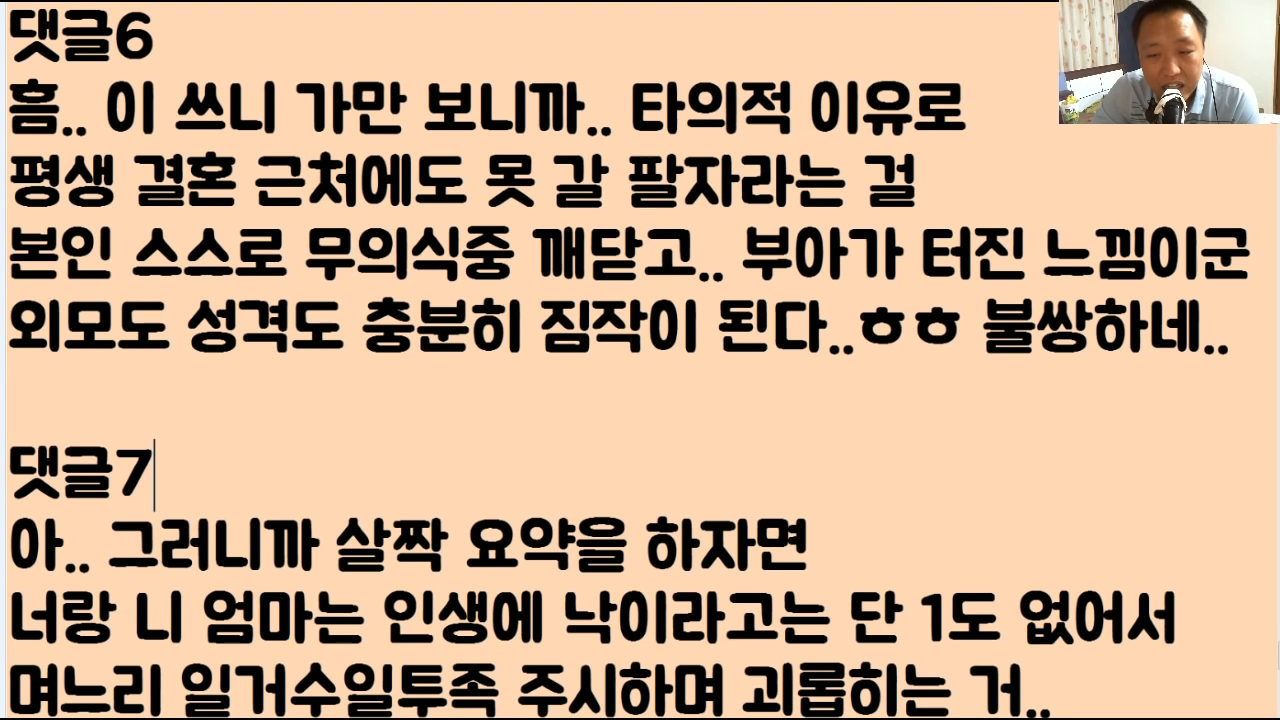 댓글6
흠.. 이 쓰니 가만 보니까.. 타의적 이유로
평생 결혼 근처에도 못 갈 팔자라는 걸
본인 스스로 무의식중 깨닫고.. 부아가 터진 느낌이군
외모도 성격도 충분히 짐작이 된다..ㅎㅎ 불쌍하네..
댓글7
아.. 그러니까 살짝 요약을 하자면
너랑 니 엄마는 인생에 낙이라고는 단 1도 없어서
며느리 일거수일투족 주시하며 괴롭히는 거..